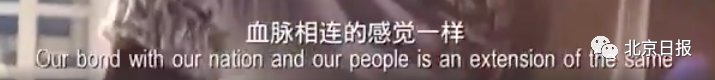 血脉相连的感觉一样
Our bond with our nation and our people is an extension of the same
北京日报